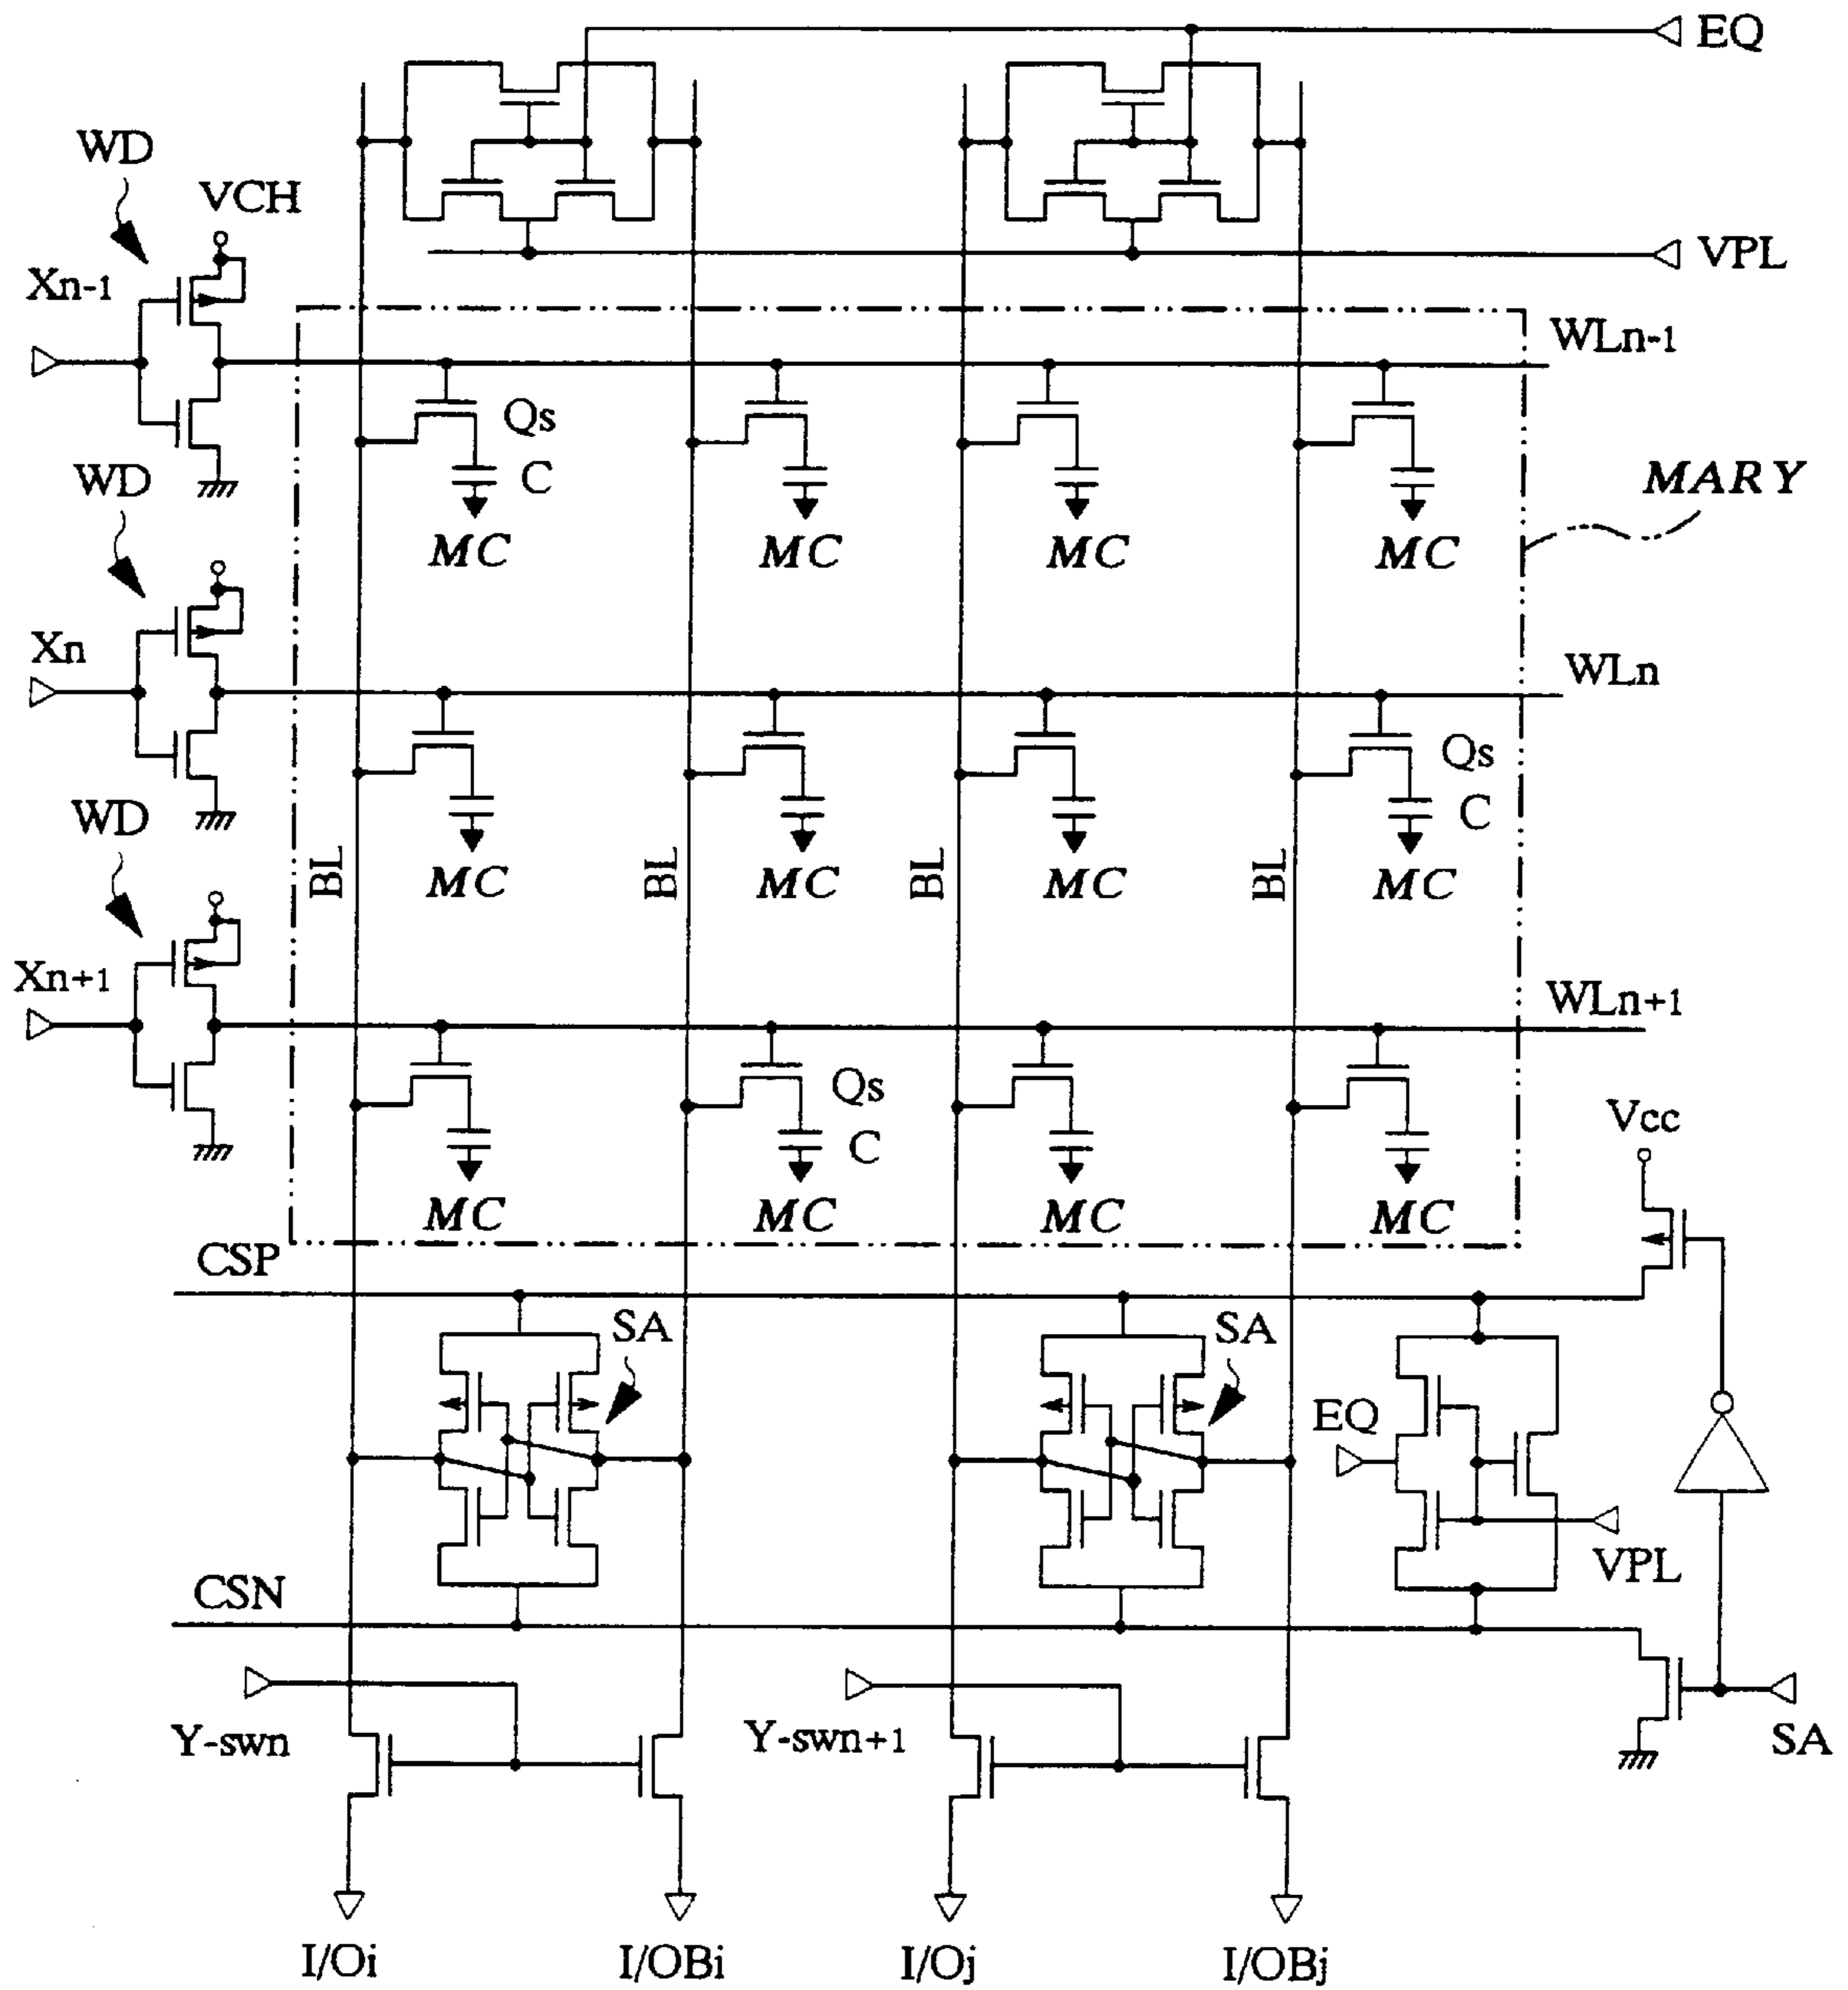 EQ
WD
VCH
VPL
Xn-1
WLn-1
Qs
C
WD
MARY
MC MC MC MC
Xn
WLn
Qs
C
WD
BL BL BL BL
MC MC MC MC
Xn+1
WLn+1
Qs
C
Vcc
MC MC MC MC
CSP
SA SA
EQ
VPL
CSN
Y-swn
Y-swn+1
SA
I/Oi I/OBi I/Oj I/OBj